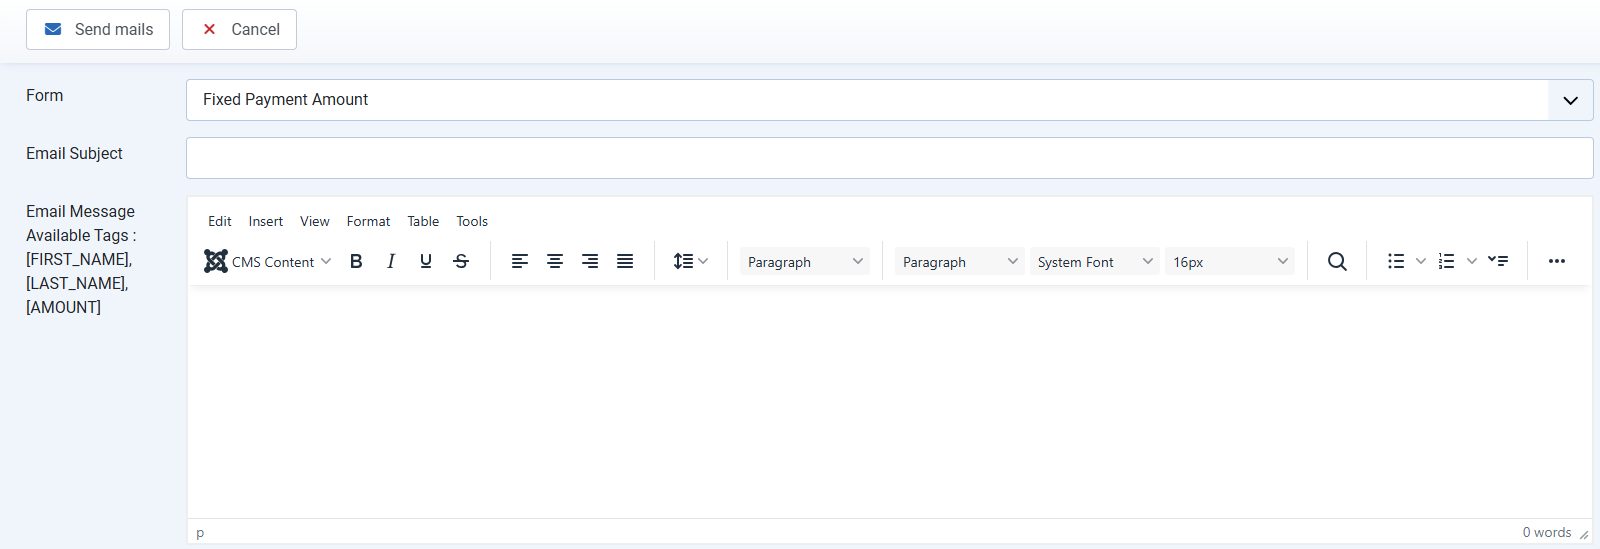 Send mails Cancel
Form Fixed Payment Amount
Email Subject
Email Message
Available Tags :
[FIRST_NAME],
[LAST_NAME],
[AMOUNT]
Edit Insert View Format Table Tools
CMS Content B I U S Paragraph Paragraph System Font 16px
p 0 words